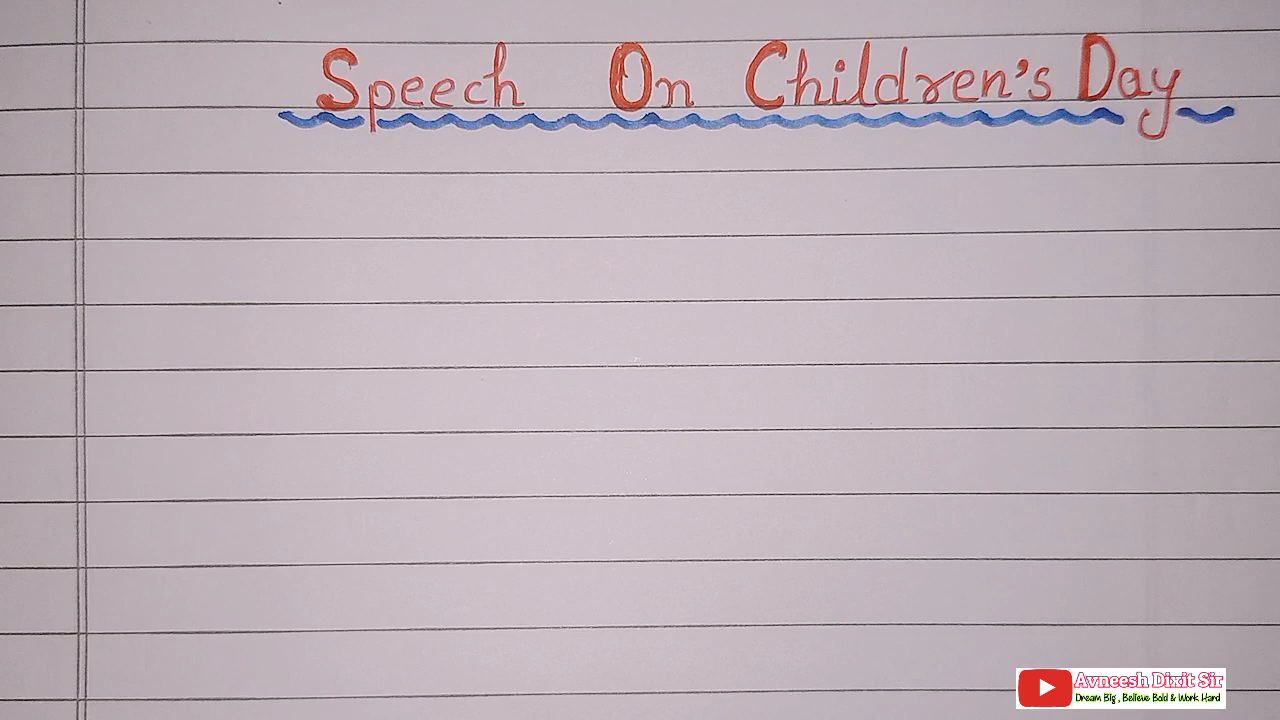 Speech On Children's Day
Avneesh Dixit Sir
Dream Big , Believe Bold & Work Hard